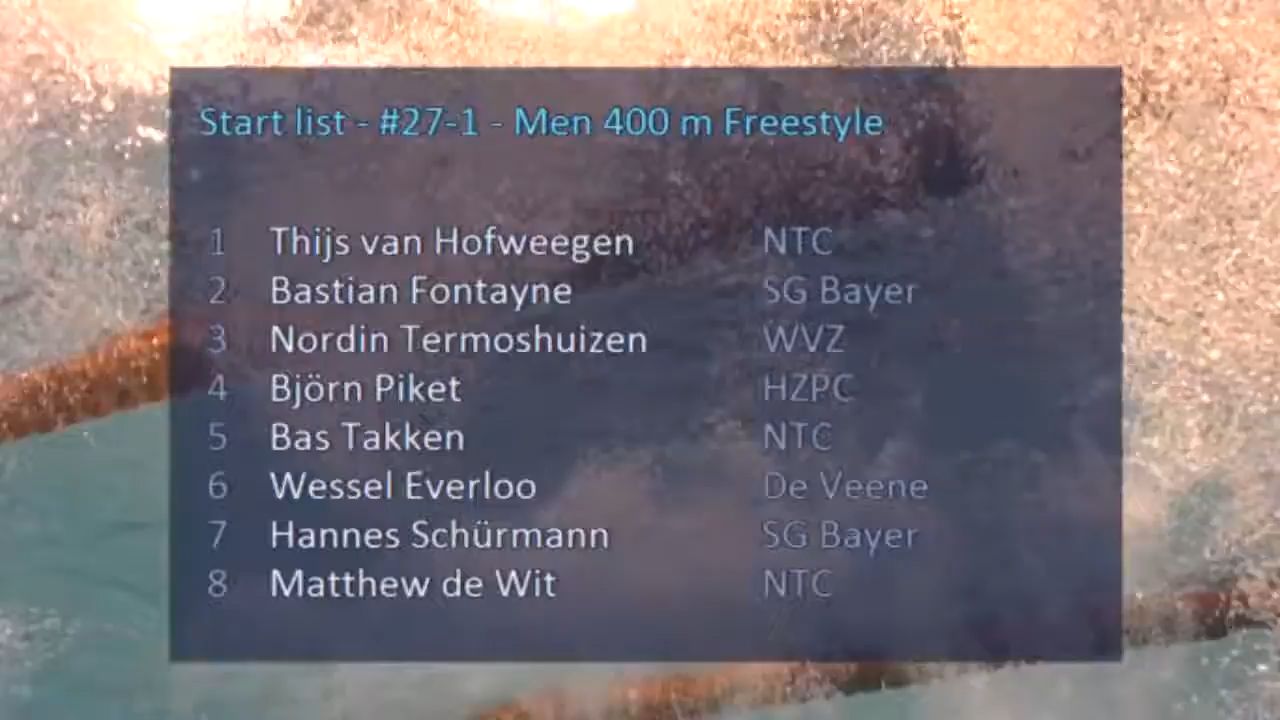 Start list - #27-1 - Men 400 m Freestyle
1 Thijs van Hofweegen NTC
2 Bastian Fontayne SG Bayer
3 Nordin Termoshuizen WVZ
4 Björn Piket HZPC
5 Bas Takken NTC
6 Wessel Everloo De Veene
7 Hannes Schürmann SG Bayer
8 Matthew de Wit NTC